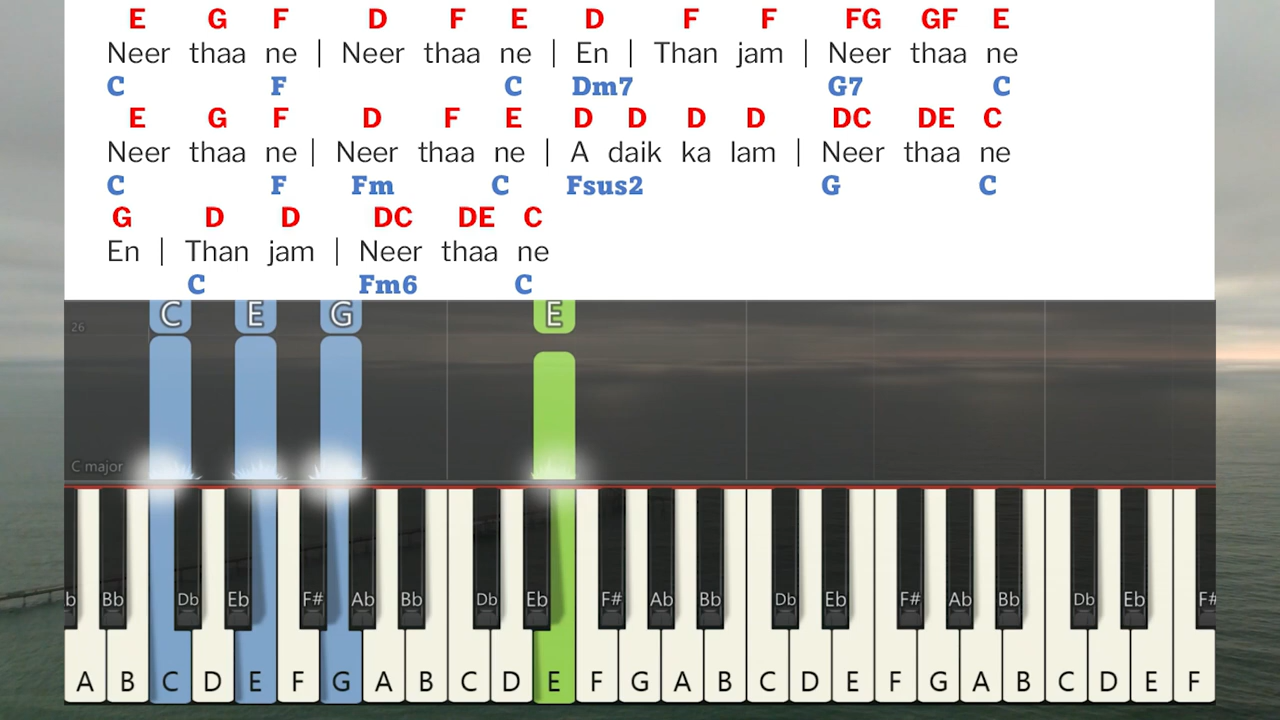 E G F D F E D F F FG GF E
Neer thaa ne | Neer thaa ne | En | Than jam | Neer thaa ne
C F C Dm7 G7 C
E G F D F E D D D D DC DE C
Neer thaa ne | Neer thaa ne | A daik ka lam | Neer thaa ne
C F Fm C Fsus2 G C
G D D DC DE C
En | Than jam | Neer thaa ne
C Fm6 C
C E G E
26
C major
b Bb Db Eb F# Ab Bb Db Eb F# Ab Bb Db Eb F# Ab Bb Db Eb F#
A B C D E F G A B C D E F G A B C D E F G A B C D E F